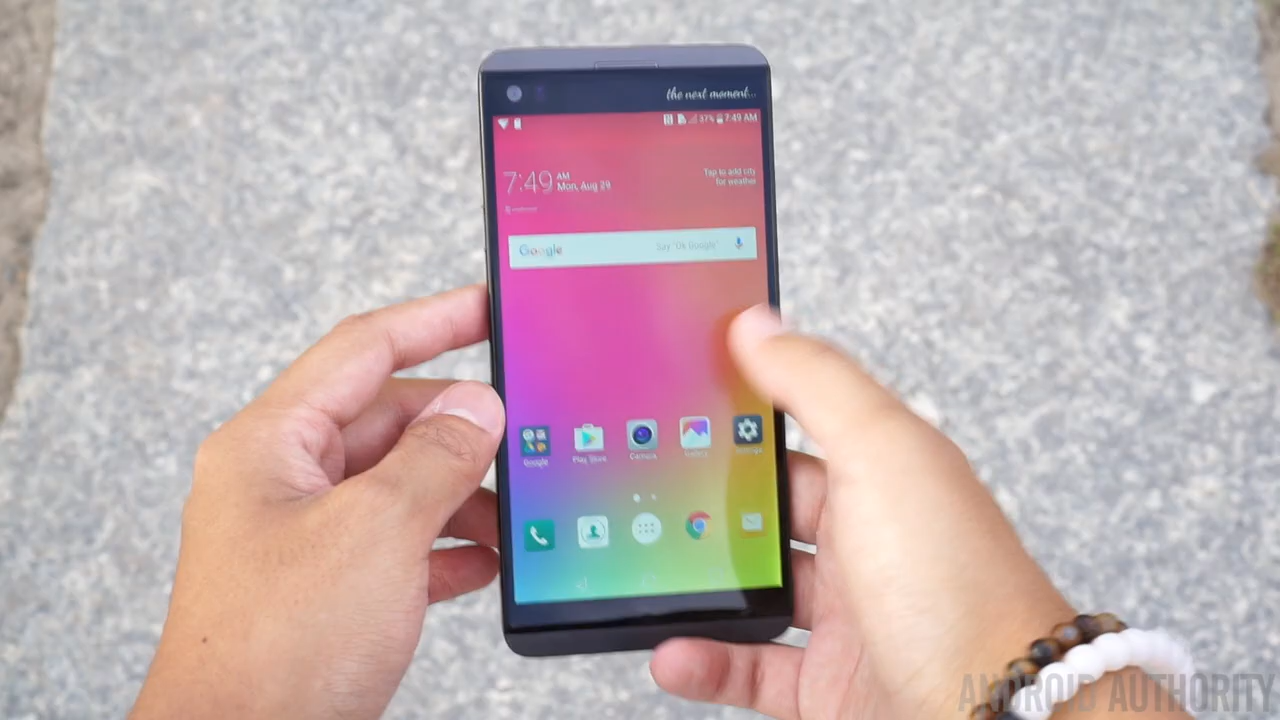 the next moment...
37% 7:49 AM
7:49 AM
Mon, Aug 29
Tap to add city
for weather
Google
Say "Ok Google"
Google
Play Store
Camera
Gallery
Settings
ANDROID AUTHORITY